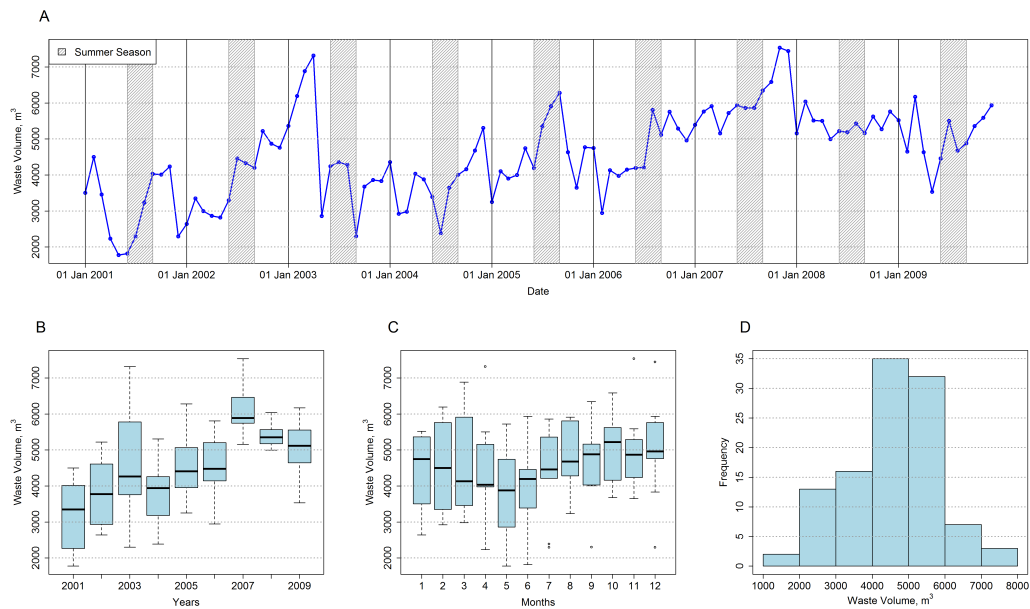 A
Summer Season
Waste Volume, m³
2000 3000 4000 5000 6000 7000
01 Jan 2001 01 Jan 2002 01 Jan 2003 01 Jan 2004 01 Jan 2005 01 Jan 2006 01 Jan 2007 01 Jan 2008 01 Jan 2009
Date
B
Waste Volume, m³
2000 3000 4000 5000 6000 7000
2001 2003 2005 2007 2009
Years
C
Waste Volume, m³
2000 3000 4000 5000 6000 7000
1 2 3 4 5 6 7 8 9 10 11 12
Months
D
Frequency
0 5 15 25 35
1000 2000 3000 4000 5000 6000 7000 8000
Waste Volume, m³